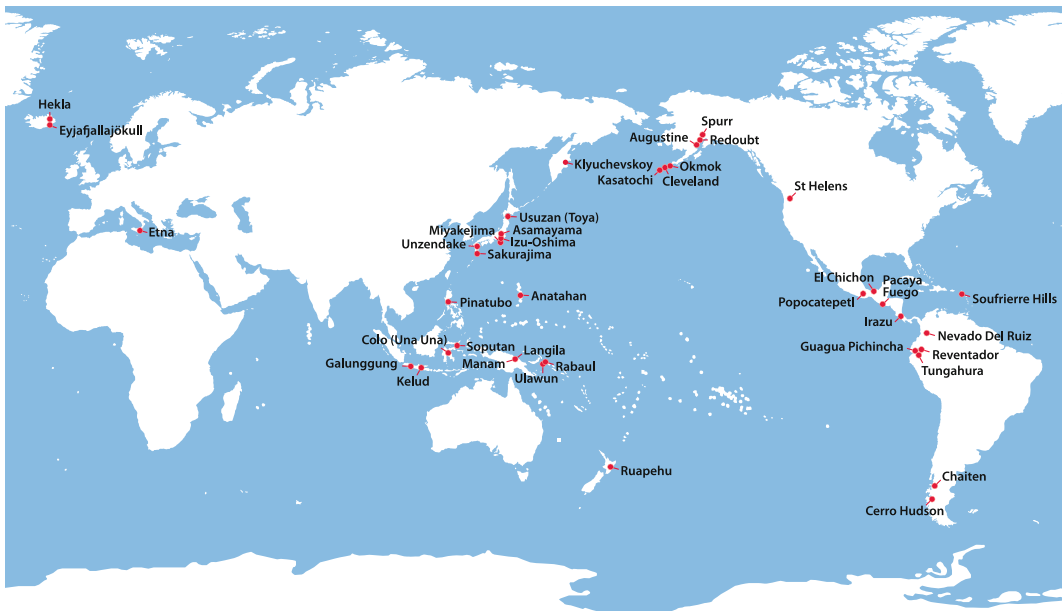 Hekla
Eyjafjallajökull
Etna
Spurr
Augustine
Redoubt
Klyuchevskoy
Okmok
Kasatochi
Cleveland
St Helens
Usuzan (Toya)
Miyakejima
Asamayama
Unzendake
Izu-Oshima
Sakurajima
El Chichon
Pacaya
Fuego
Popocatepetl
Soufrierre Hills
Irazu
Anatahan
Pinatubo
Nevado Del Ruiz
Colo (Una Una)
Soputan
Langila
Guagua Pichincha
Reventador
Galunggung
Manam
Rabaul
Tungahura
Kelud
Ulawun
Ruapehu
Chaiten
Cerro Hudson